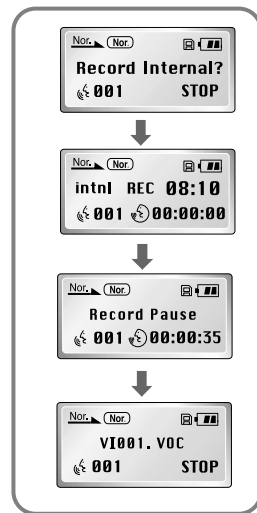 Nor. Nor.
Record Internal?
001 STOP
Nor. Nor.
intnl REC 08:10
001 00:00:00
Nor. Nor.
Record Pause
001 00:00:35
Nor. Nor.
VI001.VOC
001 STOP